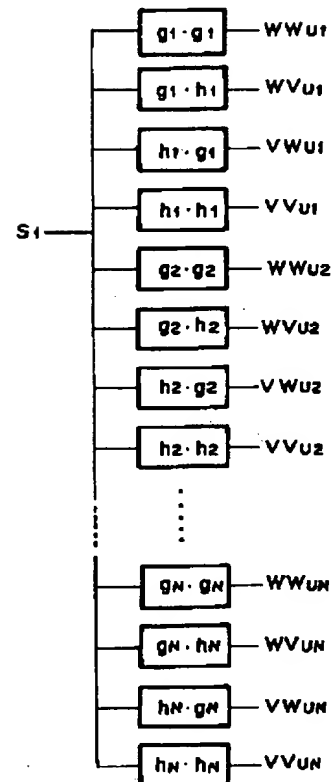 g1·g1 WWU1
g1·h1 WVU1
h1·g1 VWU1
h1·h1 VVU1
S1
g2·g2 WWU2
g2·h2 WVU2
h2·g2 VWU2
h2·h2 VVU2
gN·gN WWUN
gN·hN WVUN
hN·gN VWUN
hN·hN VVUN